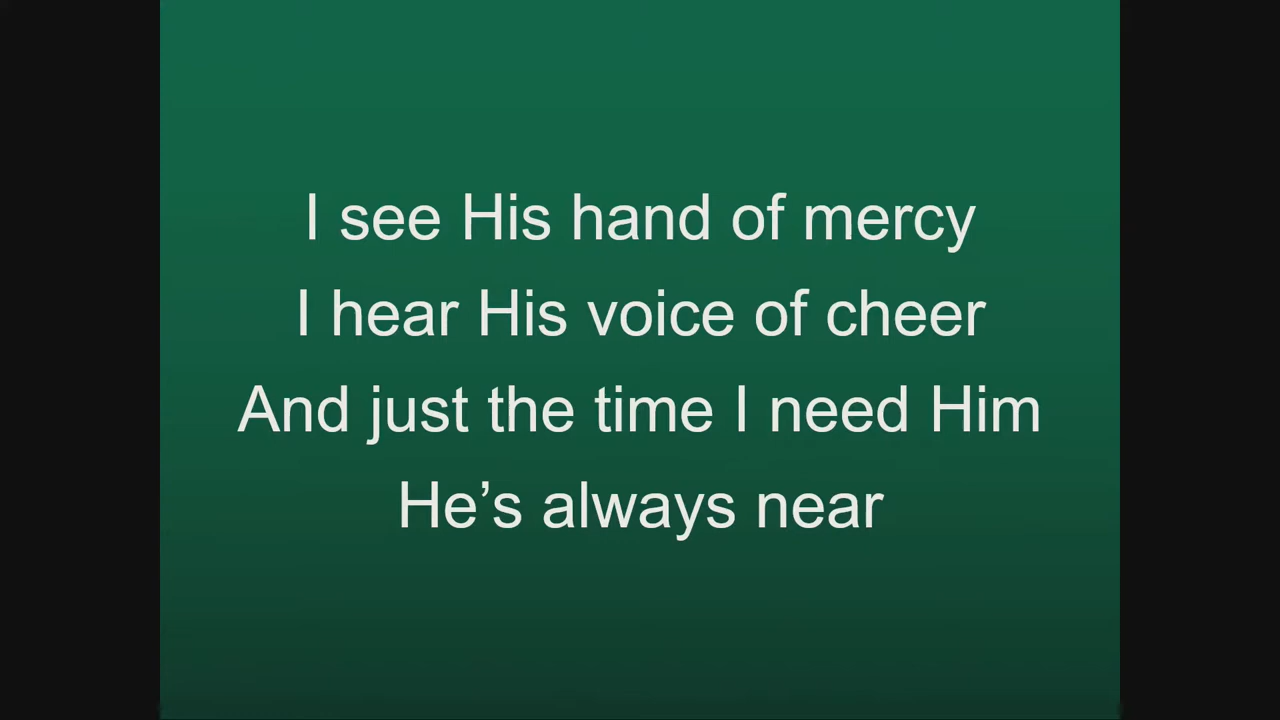 I see His hand of mercy
I hear His voice of cheer
And just the time I need Him
He’s always near